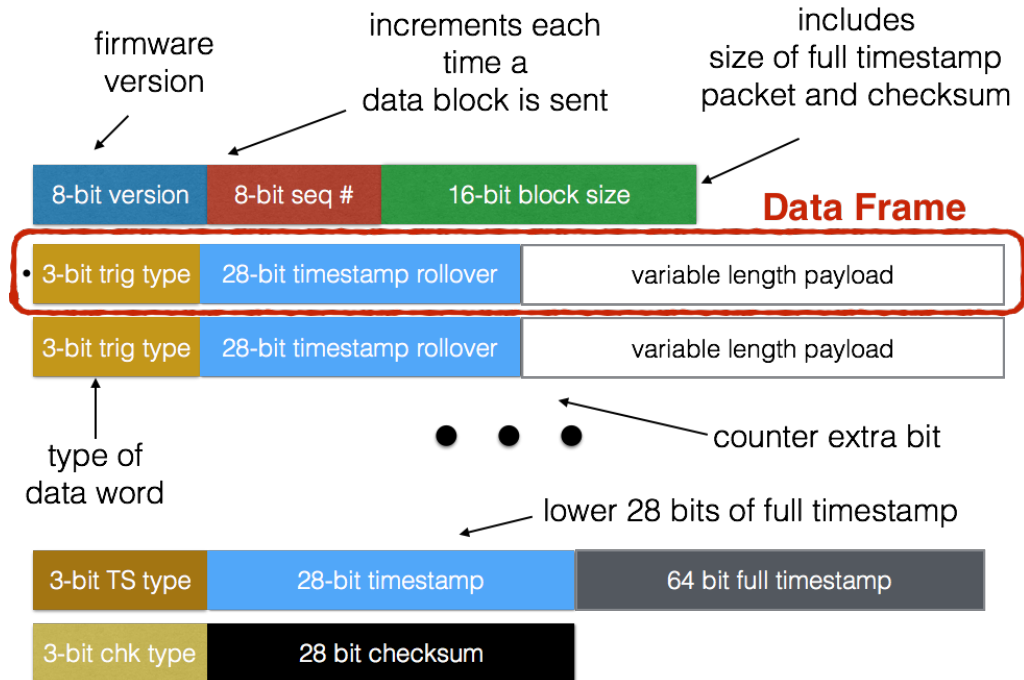 firmware
version
increments each
time a
data block is sent
includes
size of full timestamp
packet and checksum
8-bit version
8-bit seq #
16-bit block size
Data Frame
3-bit trig type
28-bit timestamp rollover
variable length payload
3-bit trig type
28-bit timestamp rollover
variable length payload
counter extra bit
type of
data word
lower 28 bits of full timestamp
3-bit TS type
28-bit timestamp
64 bit full timestamp
3-bit chk type
28 bit checksum